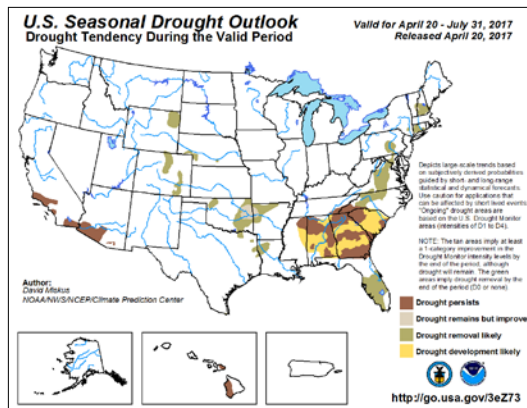 U.S. Seasonal Drought Outlook
Drought Tendency During the Valid Period
Valid for April 20 - July 31, 2017
Released April 20, 2017
Depicts large-scale trends based
on subjectively derived probabilities
guided by short- and long-range
statistical and dynamical forecasts.
Use caution for applications that
can be affected by short lived events.
"Ongoing" drought areas are
based on the U.S. Drought Monitor
areas (intensities of D1 to D4).
NOTE: The tan areas imply at least
a 1-category improvement in the
Drought Monitor intensity levels by
the end of the period, although
drought will remain. The green
areas imply drought removal by the
end of the period (D0 or none)
Author:
David Miskus
NOAA/NWS/NCEP/Climate Prediction Center
Drought persists
Drought remains but improve
Drought removal likely
Drought development likely
http://go.usa.gov/3eZ73